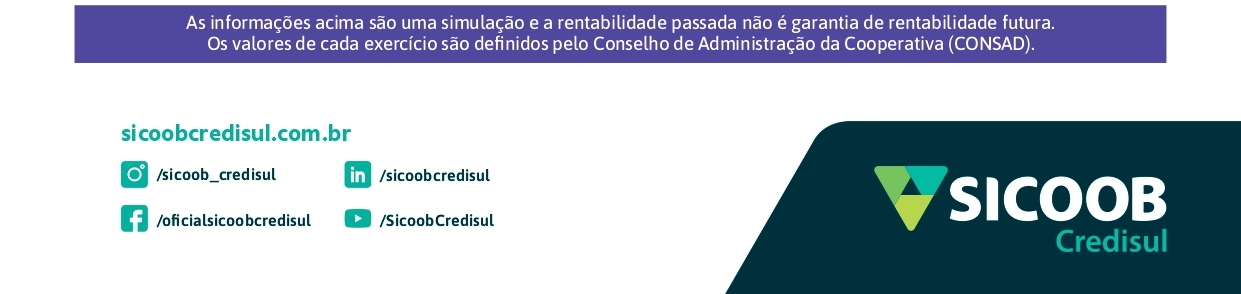 As informações acima são uma simulação e a rentabilidade passada não é garantia de rentabilidade futura.
Os valores de cada exercício são definidos pelo Conselho de Administração da Cooperativa (CONSAD).
sicoobcredisul.com.br
/sicoob_credisul
/sicoobcredisul
/oficialsicoobcredisul
/SicoobCredisul
SICOOB
Credisul